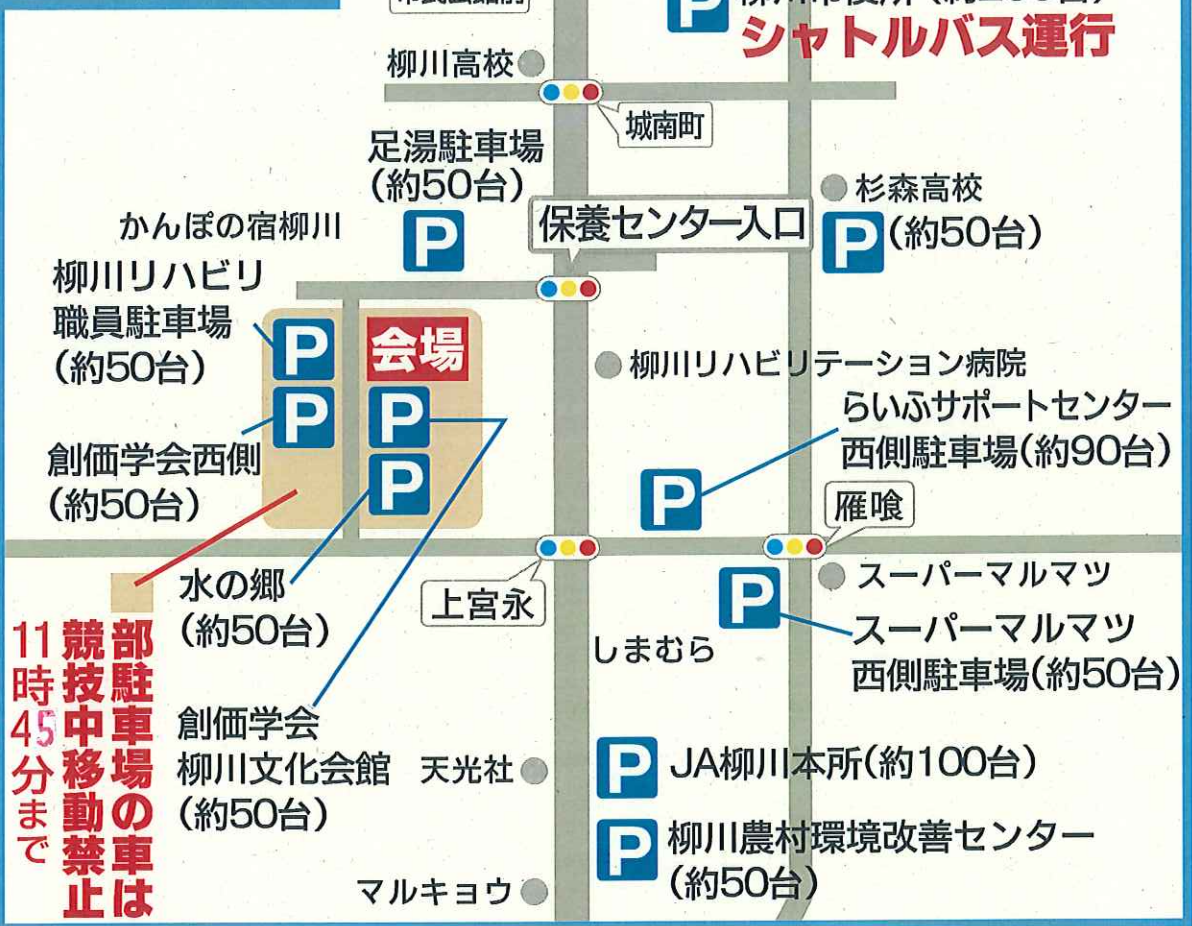 シャトルバス運行
柳川高校
城南町
足湯駐車場
(約50台)
P
杉森高校
P (約50台)
保養センター入口
かんぽの宿柳川
柳川リハビリ
職員駐車場
(約50台)
P
会場
P
P
P
柳川リハビリテーション病院
創価学会西側
(約50台)
らいふサポートセンター
西側駐車場(約90台)
P
雁喰
上宮永
水の郷
(約50台)
P
スーパーマルマツ
スーパーマルマツ
西側駐車場(約50台)
しまむら
部駐車場の車は
競技中移動禁止
11時45分まで
創価学会
柳川文化会館
(約50台)
天光社
P JA柳川本所(約100台)
P 柳川農村環境改善センター
(約50台)
マルキョウ